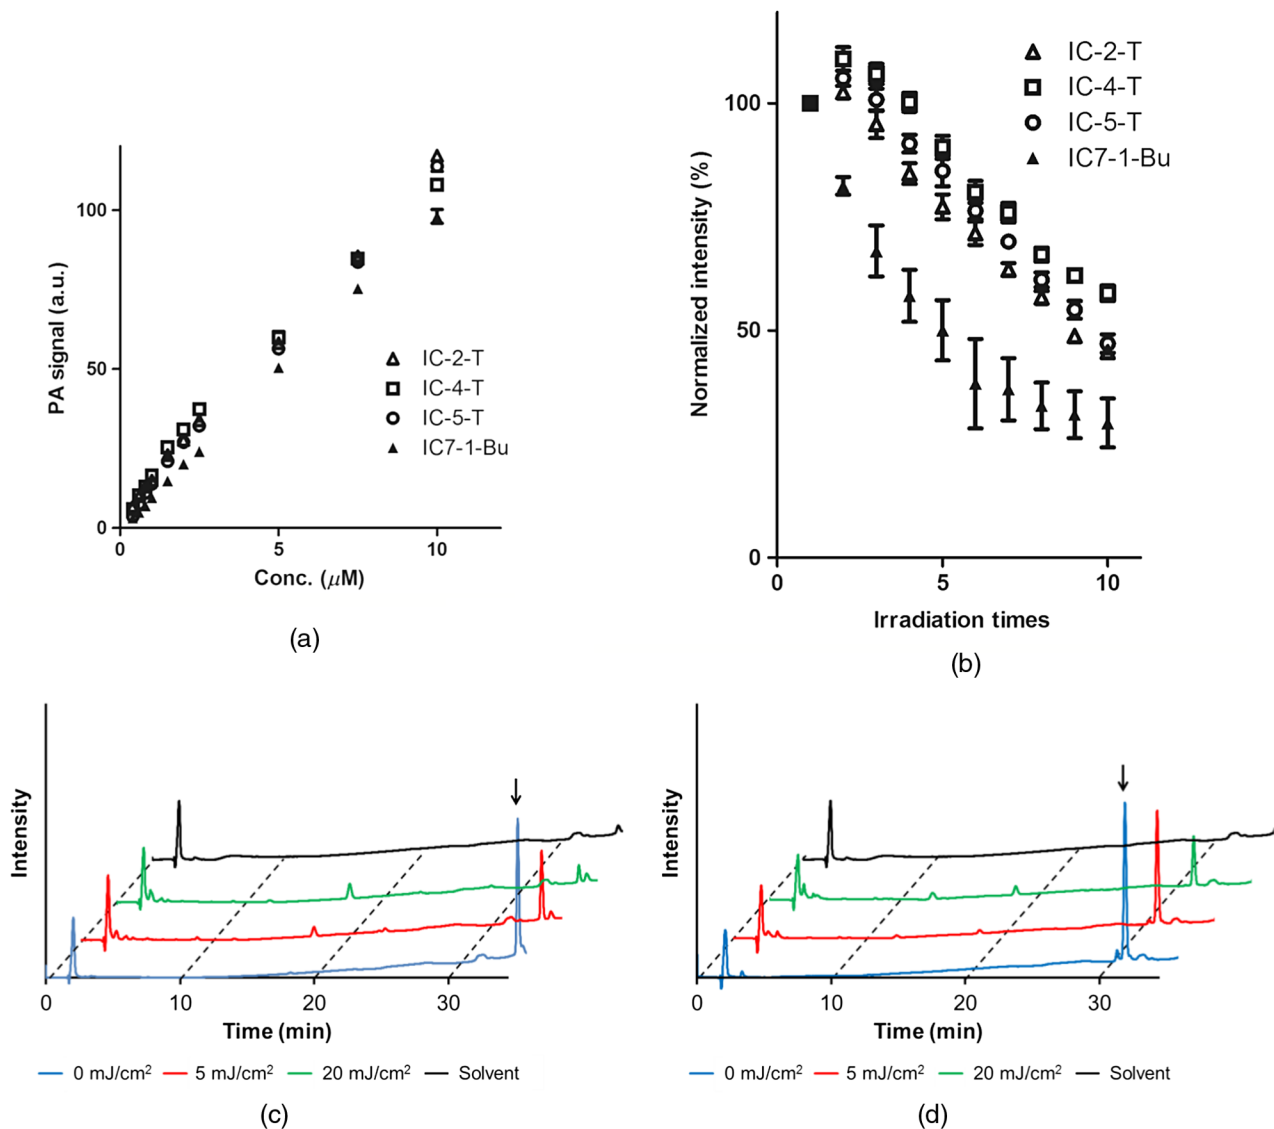 PA signal (a.u.)
100
50
0
0 5 10
Conc. (μM)
IC-2-T
IC-4-T
IC-5-T
IC7-1-Bu
(a)
Normalized intensity (%)
100
50
0
0 5 10
Irradiation times
IC-2-T
IC-4-T
IC-5-T
IC7-1-Bu
(b)
Intensity
0 10 20 30
Time (min)
0 mJ/cm² 5 mJ/cm² 20 mJ/cm² Solvent
(c)
Intensity
0 10 20 30
Time (min)
0 mJ/cm² 5 mJ/cm² 20 mJ/cm² Solvent
(d)